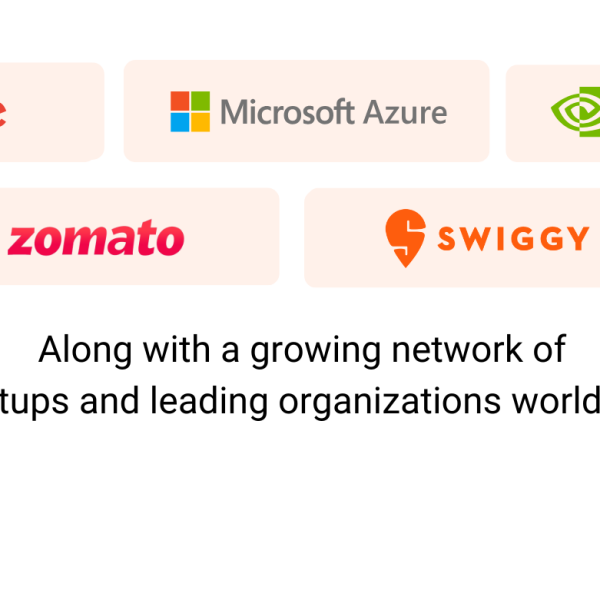 Microsoft Azure
zomato
SWIGGY
Along with a growing network of
tups and leading organizations world